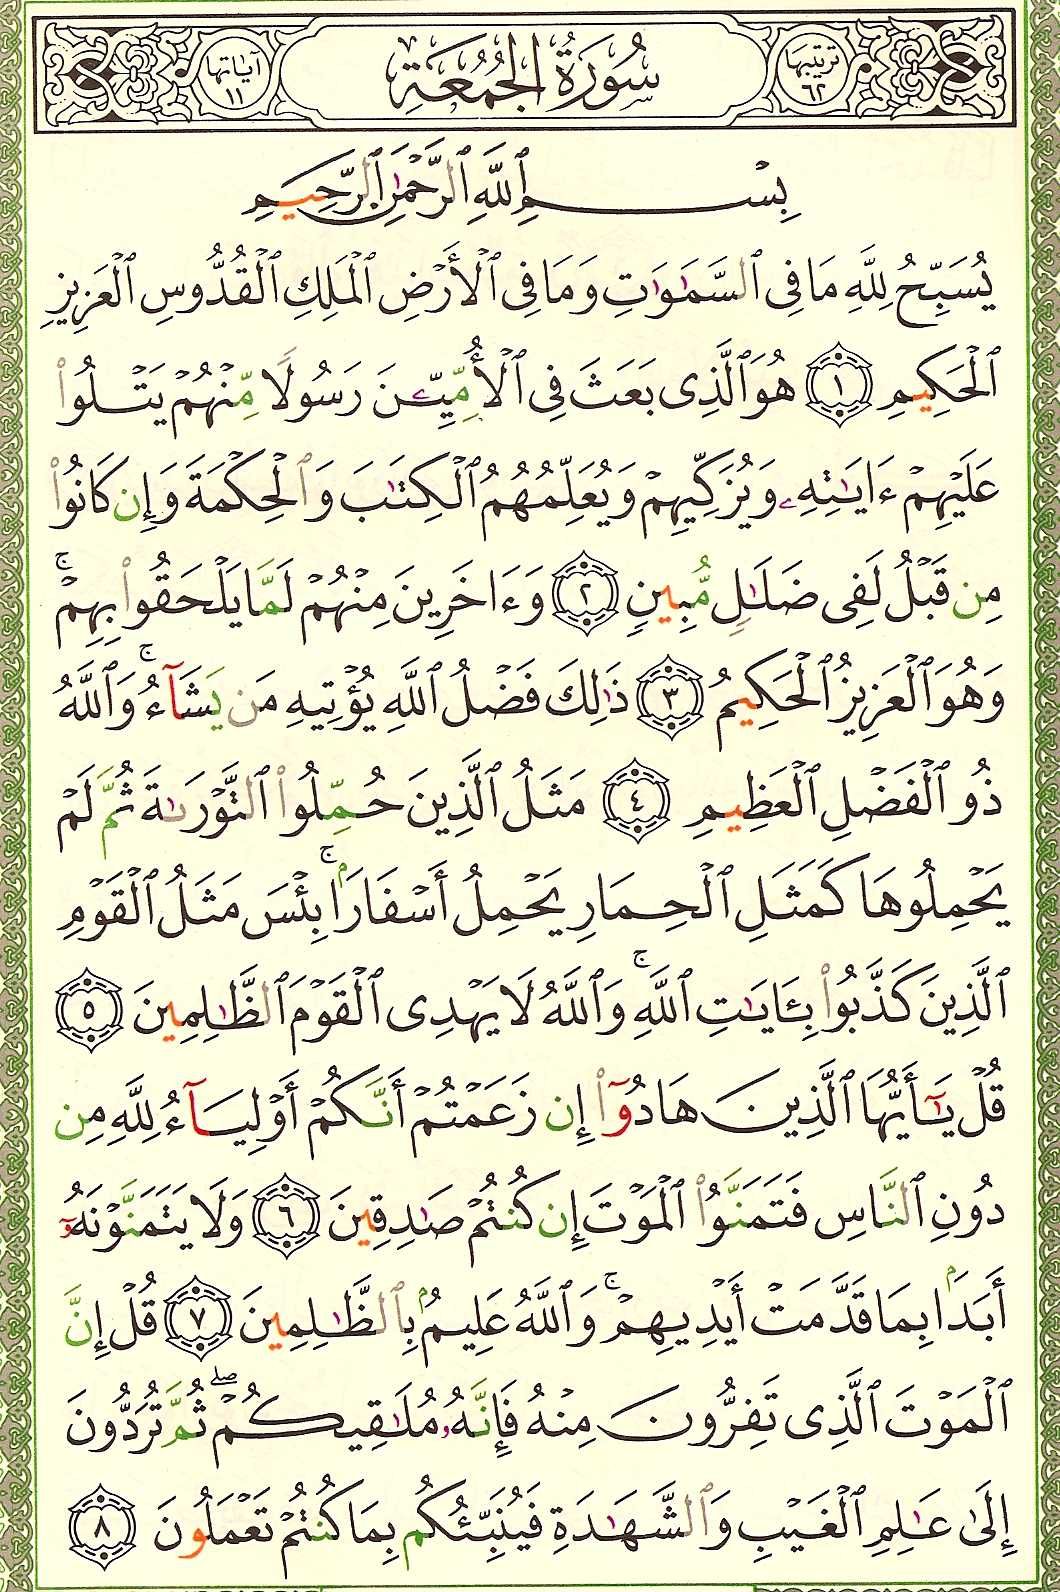 ترتيبها ٦٢ سُورَةُ الجُمُعَةِ آياتها ١١
بِسْمِ ٱللَّهِ ٱلرَّحْمَٰنِ ٱلرَّحِيمِ
يُسَبِّحُ لِلَّهِ مَا فِى ٱلسَّمَٰوَٰتِ وَمَا فِى ٱلْأَرْضِ ٱلْمَلِكِ ٱلْقُدُّوسِ ٱلْعَزِيزِ
ٱلْحَكِيمِ ١ هُوَ ٱلَّذِى بَعَثَ فِى ٱلْأُمِّيِّـۧنَ رَسُولًا مِّنْهُمْ يَتْلُوا۟
عَلَيْهِمْ ءَايَٰتِهِۦ وَيُزَكِّيهِمْ وَيُعَلِّمُهُمُ ٱلْكِتَٰبَ وَٱلْحِكْمَةَ وَإِن كَانُوا۟
مِن قَبْلُ لَفِى ضَلَٰلٍ مُّبِينٍ ٢ وَءَاخَرِينَ مِنْهُمْ لَمَّا يَلْحَقُوا۟ بِهِمْ ۚ
وَهُوَ ٱلْعَزِيزُ ٱلْحَكِيمُ ٣ ذَٰلِكَ فَضْلُ ٱللَّهِ يُؤْتِيهِ مَن يَشَآءُ ۚ وَٱللَّهُ
ذُو ٱلْفَضْلِ ٱلْعَظِيمِ ٤ مَثَلُ ٱلَّذِينَ حُمِّلُوا۟ ٱلتَّوْرَىٰةَ ثُمَّ لَمْ
يَحْمِلُوهَا كَمَثَلِ ٱلْحِمَارِ يَحْمِلُ أَسْفَارًۢا ۚ بِئْسَ مَثَلُ ٱلْقَوْمِ
ٱلَّذِينَ كَذَّبُوا۟ بِـَٔايَٰتِ ٱللَّهِ ۚ وَٱللَّهُ لَا يَهْدِى ٱلْقَوْمَ ٱلظَّٰلِمِينَ ٥
قُلْ يَٰٓأَيُّهَا ٱلَّذِينَ هَادُوٓا۟ إِن زَعَمْتُمْ أَنَّكُمْ أَوْلِيَآءُ لِلَّهِ مِن
دُونِ ٱلنَّاسِ فَتَمَنَّوُا۟ ٱلْمَوْتَ إِن كُنتُمْ صَٰدِقِينَ ٦ وَلَا يَتَمَنَّوْنَهُۥٓ
أَبَدًۢا بِمَا قَدَّمَتْ أَيْدِيهِمْ ۚ وَٱللَّهُ عَلِيمٌۢ بِٱلظَّٰلِمِينَ ٧ قُلْ إِنَّ
ٱلْمَوْتَ ٱلَّذِى تَفِرُّونَ مِنْهُ فَإِنَّهُۥ مُلَٰقِيكُمْ ۖ ثُمَّ تُرَدُّونَ
إِلَىٰ عَٰلِمِ ٱلْغَيْبِ وَٱلشَّهَٰدَةِ فَيُنَبِّئُكُم بِمَا كُنتُمْ تَعْمَلُونَ ٨